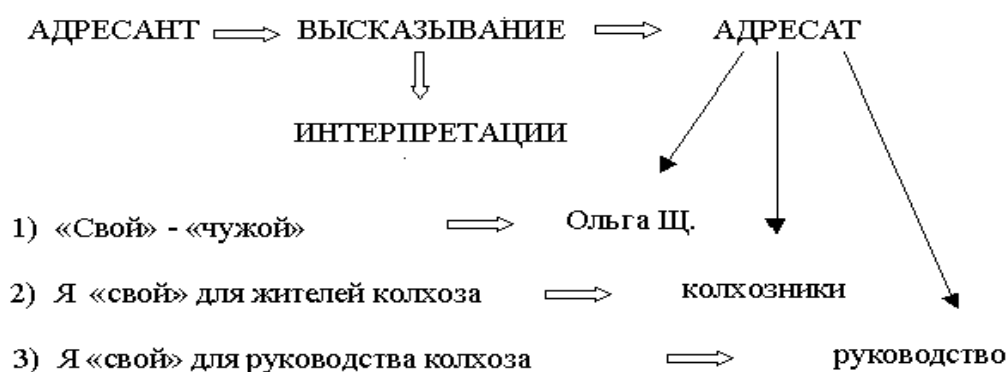 АДРЕСАНТ ВЫСКАЗЫВАНИЕ АДРЕСАТ
ИНТЕРПРЕТАЦИИ
1) «Свой» - «чужой» Ольга Щ.
2) Я «свой» для жителей колхоза колхозники
3) Я «свой» для руководства колхоза руководство